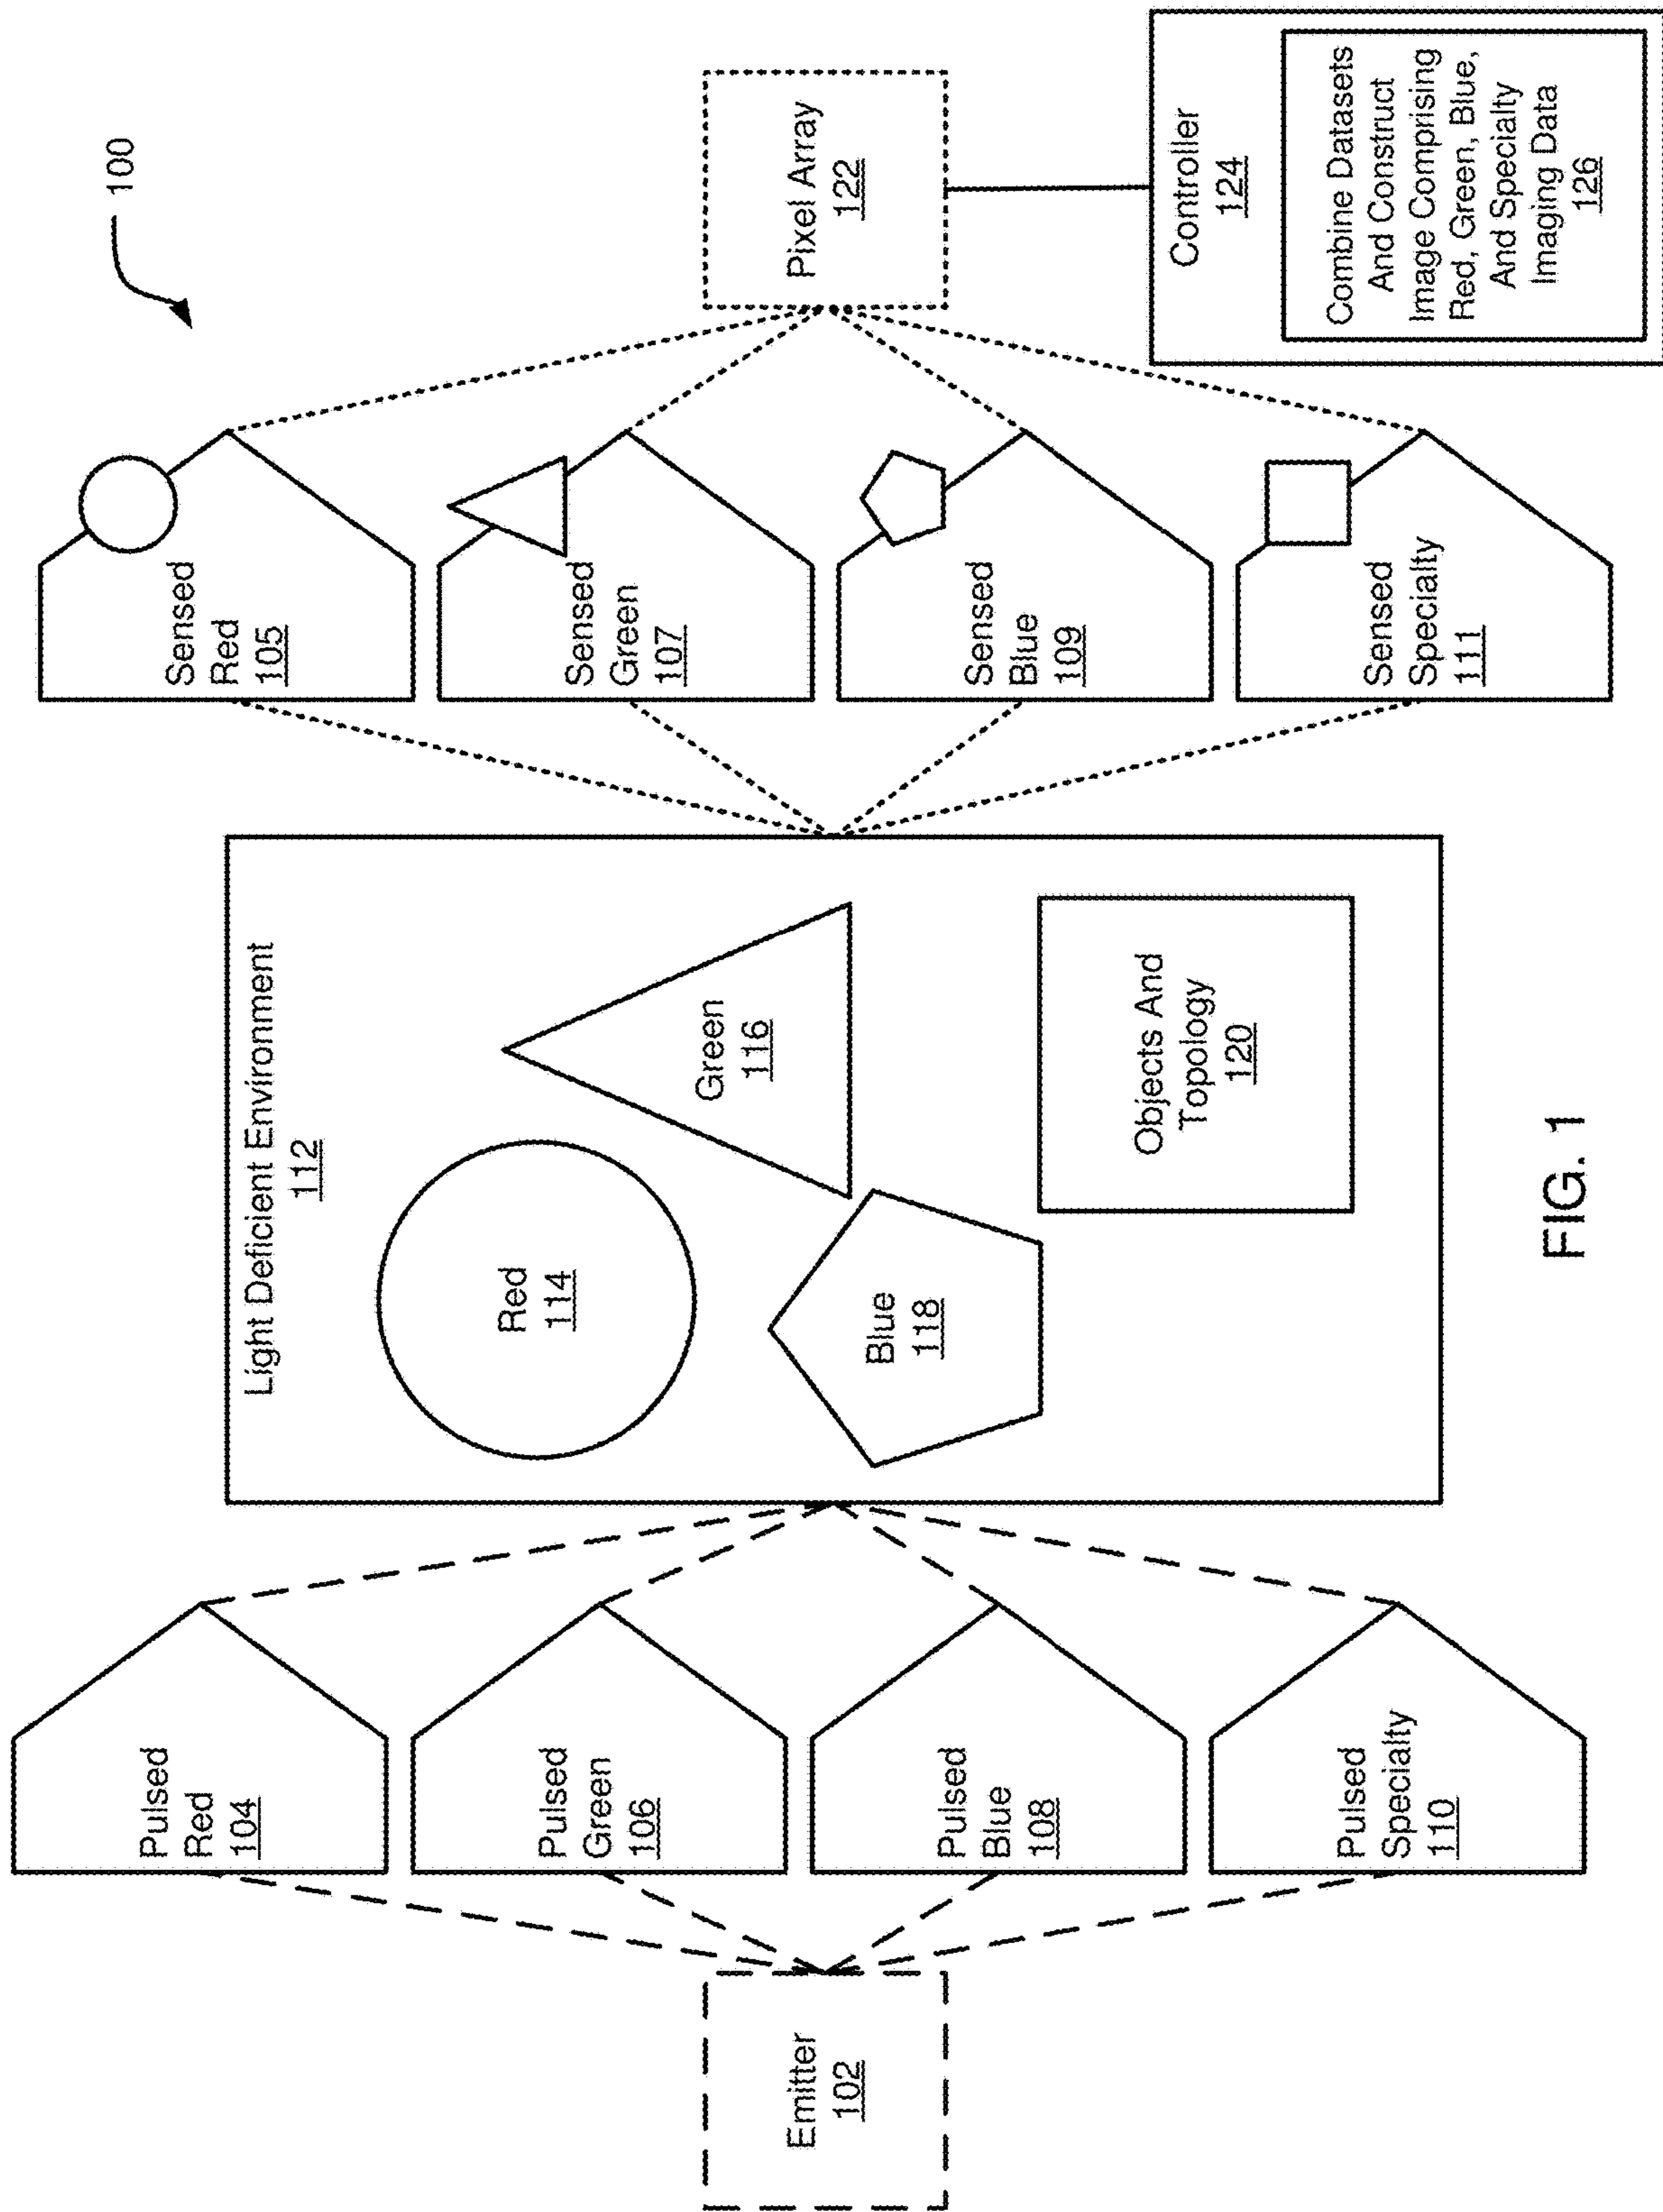 100
Emitter
102
Pulsed
Red
104
Pulsed
Green
106
Pulsed
Blue
108
Pulsed
Specialty
110
Light Deficient Environment
112
Red
114
Green
116
Blue
118
Objects And
Topology
120
Sensed
Red
105
Sensed
Green
107
Sensed
Blue
109
Sensed
Specialty
111
Pixel Array
122
Controller
124
Combine Datasets
And Construct
Image Comprising
Red, Green, Blue,
And Specialty
Imaging Data
126
FIG. 1